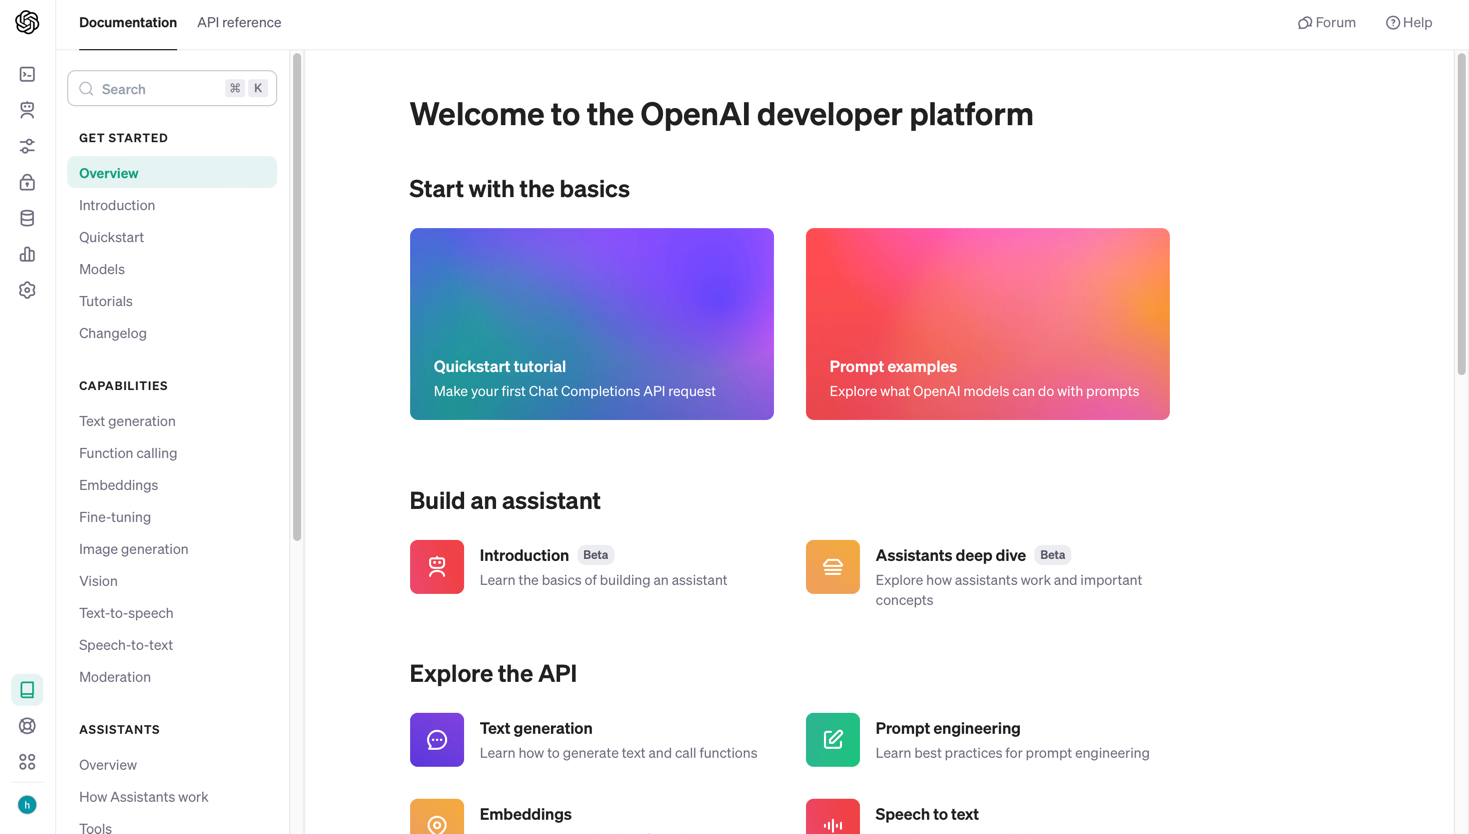 Documentation
API reference
Forum
Help
Search ⌘ K
GET STARTED
Overview
Introduction
Quickstart
Models
Tutorials
Changelog
CAPABILITIES
Text generation
Function calling
Embeddings
Fine-tuning
Image generation
Vision
Text-to-speech
Speech-to-text
Moderation
ASSISTANTS
Overview
How Assistants work
Tools
h
Welcome to the OpenAI developer platform
Start with the basics
Quickstart tutorial
Make your first Chat Completions API request
Prompt examples
Explore what OpenAI models can do with prompts
Build an assistant
Introduction Beta
Learn the basics of building an assistant
Assistants deep dive Beta
Explore how assistants work and important
concepts
Explore the API
Text generation
Learn how to generate text and call functions
Prompt engineering
Learn best practices for prompt engineering
Embeddings
Speech to text